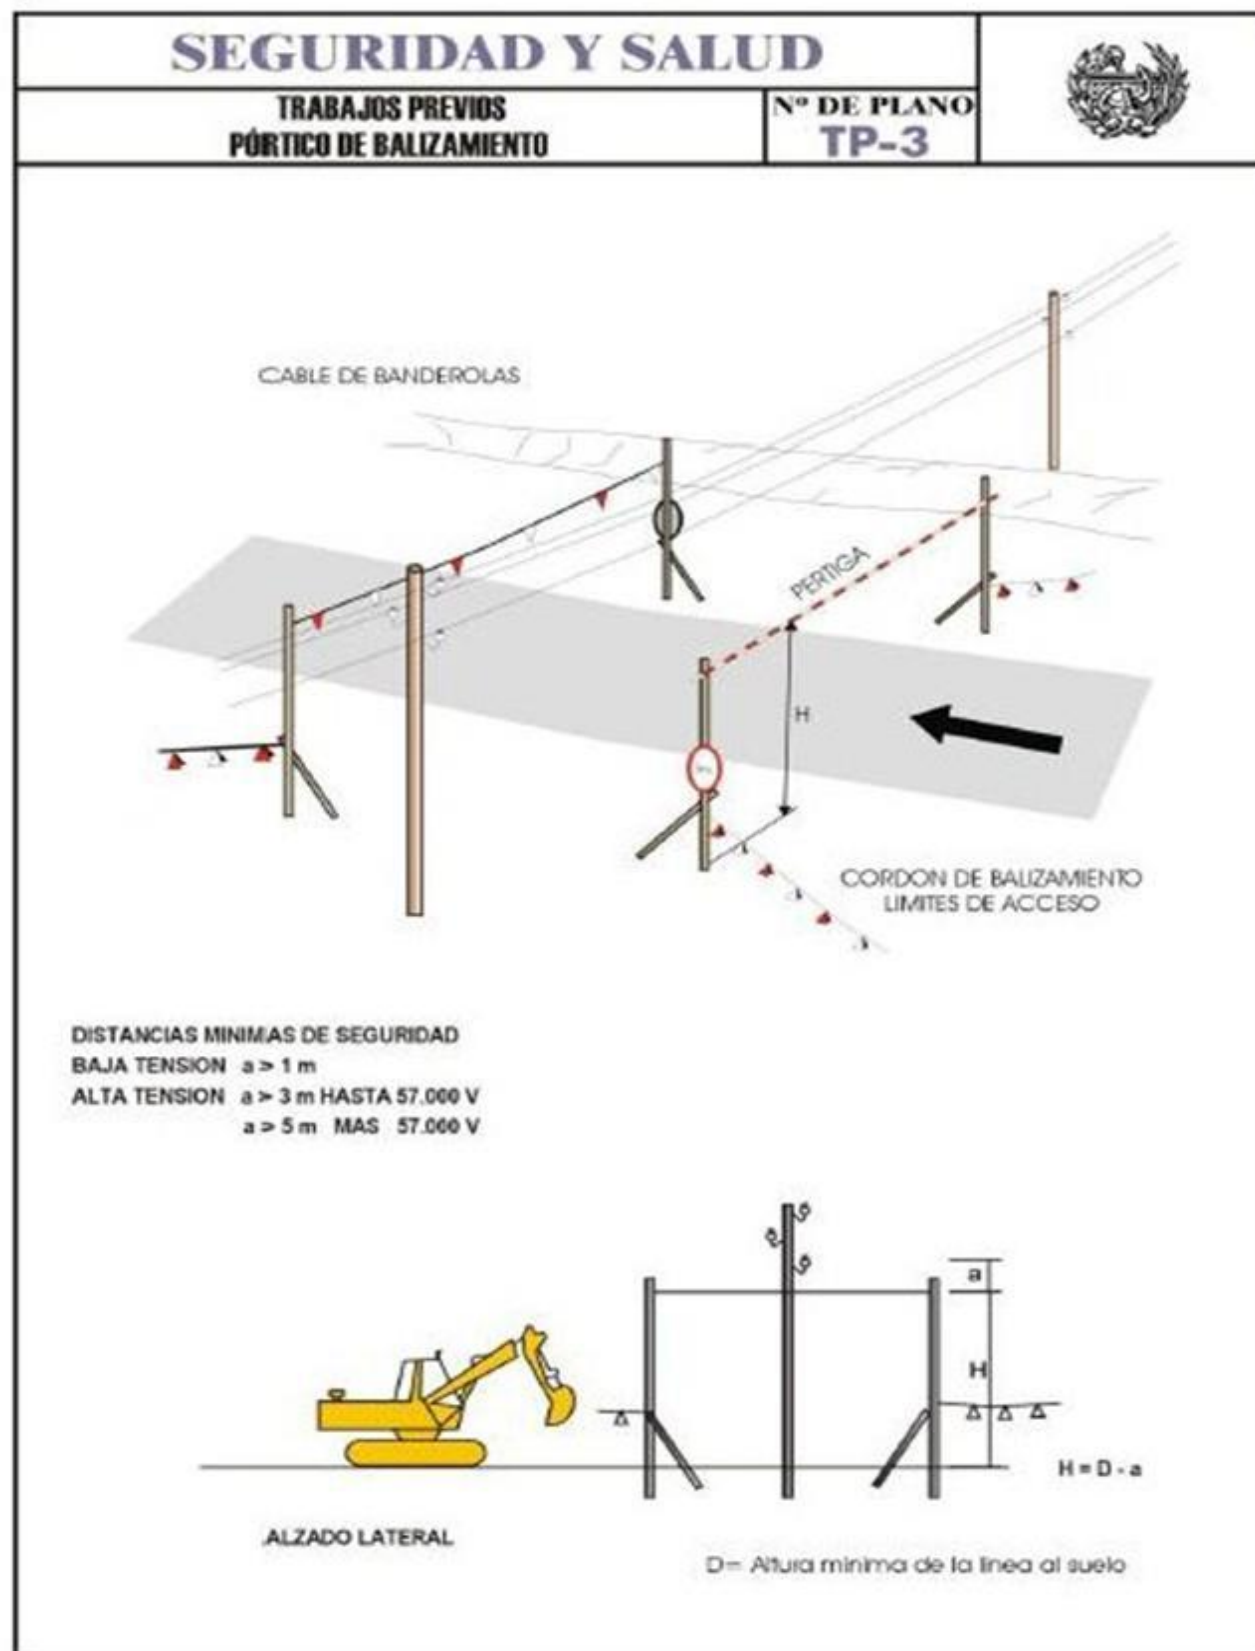 SEGURIDAD Y SALUD
TRABAJOS PREVIOS
PÓRTICO DE BALIZAMIENTO
Nº DE PLANO
TP-3
CABLE DE BANDEROLAS
PERTIGA
H
CORDON DE BALIZAMIENTO
LIMITES DE ACCESO
DISTANCIAS MINIMAS DE SEGURIDAD
BAJA TENSION a > 1 m
ALTA TENSION a > 3 m HASTA 57.000 V
a > 5 m MAS 57.000 V
a
H
H = D - a
ALZADO LATERAL
D= Altura minima de la linea al suelo